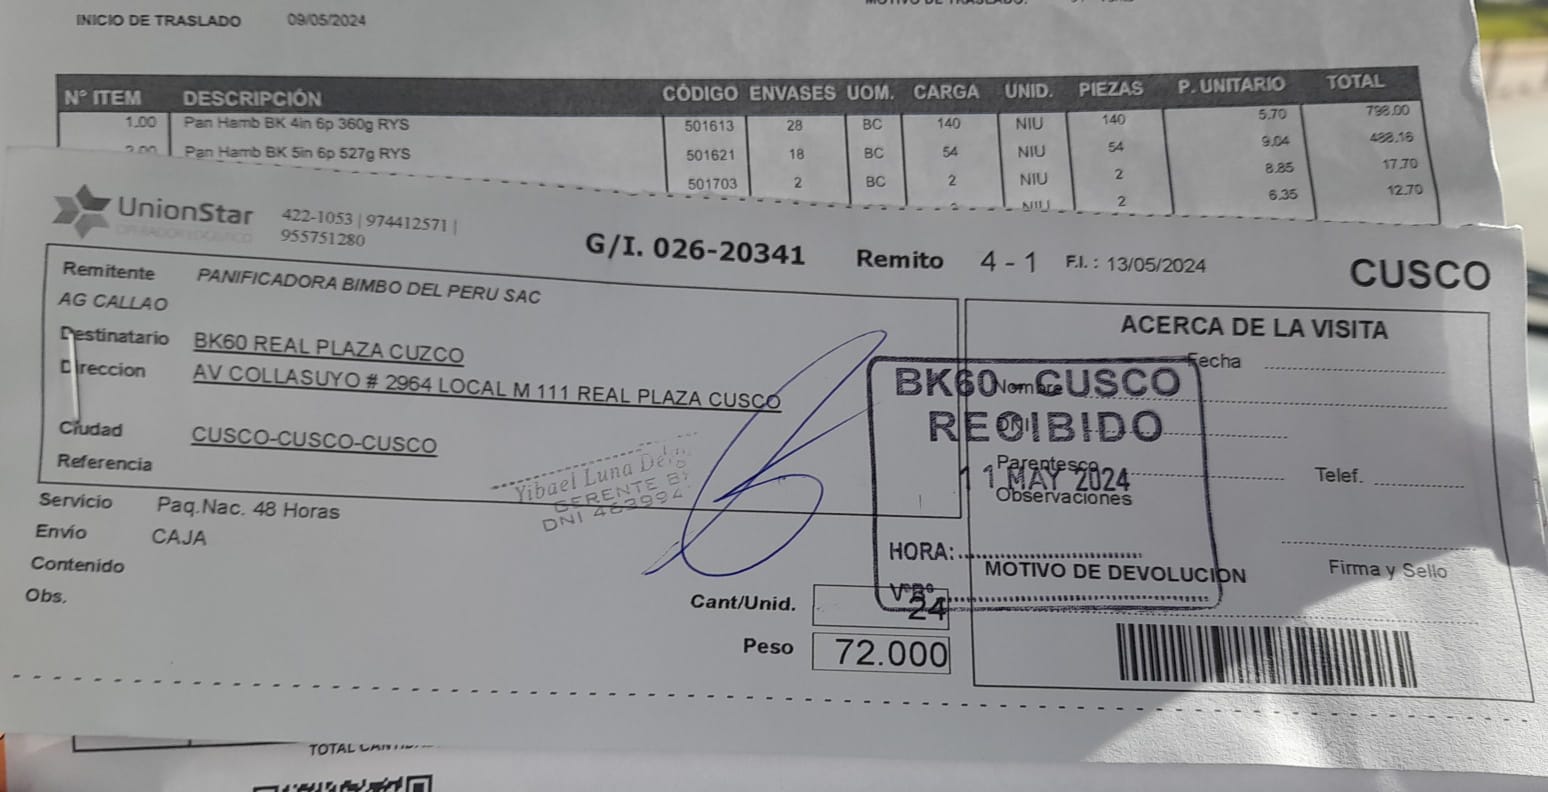 INICIO DE TRASLADO 09/05/2024
N° ITEM DESCRIPCIÓN CÓDIGO ENVASES UOM. CARGA UNID. PIEZAS P. UNITARIO TOTAL
1.00 Pan Hamb BK 4in 6p 360g RYS 501613 28 BC 140 NIU 140 5.70 798.00
2.00 Pan Hamb BK 5in 6p 527g RYS 501621 18 BC 54 NIU 54 9.04 488.16
501703 2 BC 2 NIU 2 8.85 17.70
NIU 2 6.35 12.70
UnionStar 422-1053 | 974412571 |
OPERADOR LOGISTICO 955751280
G/I. 026-20341 Remito 4 - 1 F.I. : 13/05/2024 CUSCO
Remitente PANIFICADORA BIMBO DEL PERU SAC
AG CALLAO
Destinatario BK60 REAL PLAZA CUZCO
Direccion AV COLLASUYO # 2964 LOCAL M 111 REAL PLAZA CUSCO
Ciudad CUSCO-CUSCO-CUSCO
Referencia
Servicio Paq.Nac. 48 Horas
Envío CAJA
Contenido
Obs.
Yibael Luna
GERENTE
DNI
Cant/Unid. 24
Peso 72.000
ACERCA DE LA VISITA
Fecha
Nombre
DNI
Parentesco Telef.
Observaciones
Firma y Sello
MOTIVO DE DEVOLUCION
BK60 - CUSCO
RECIBIDO
11 MAY 2024
HORA:
V°B°